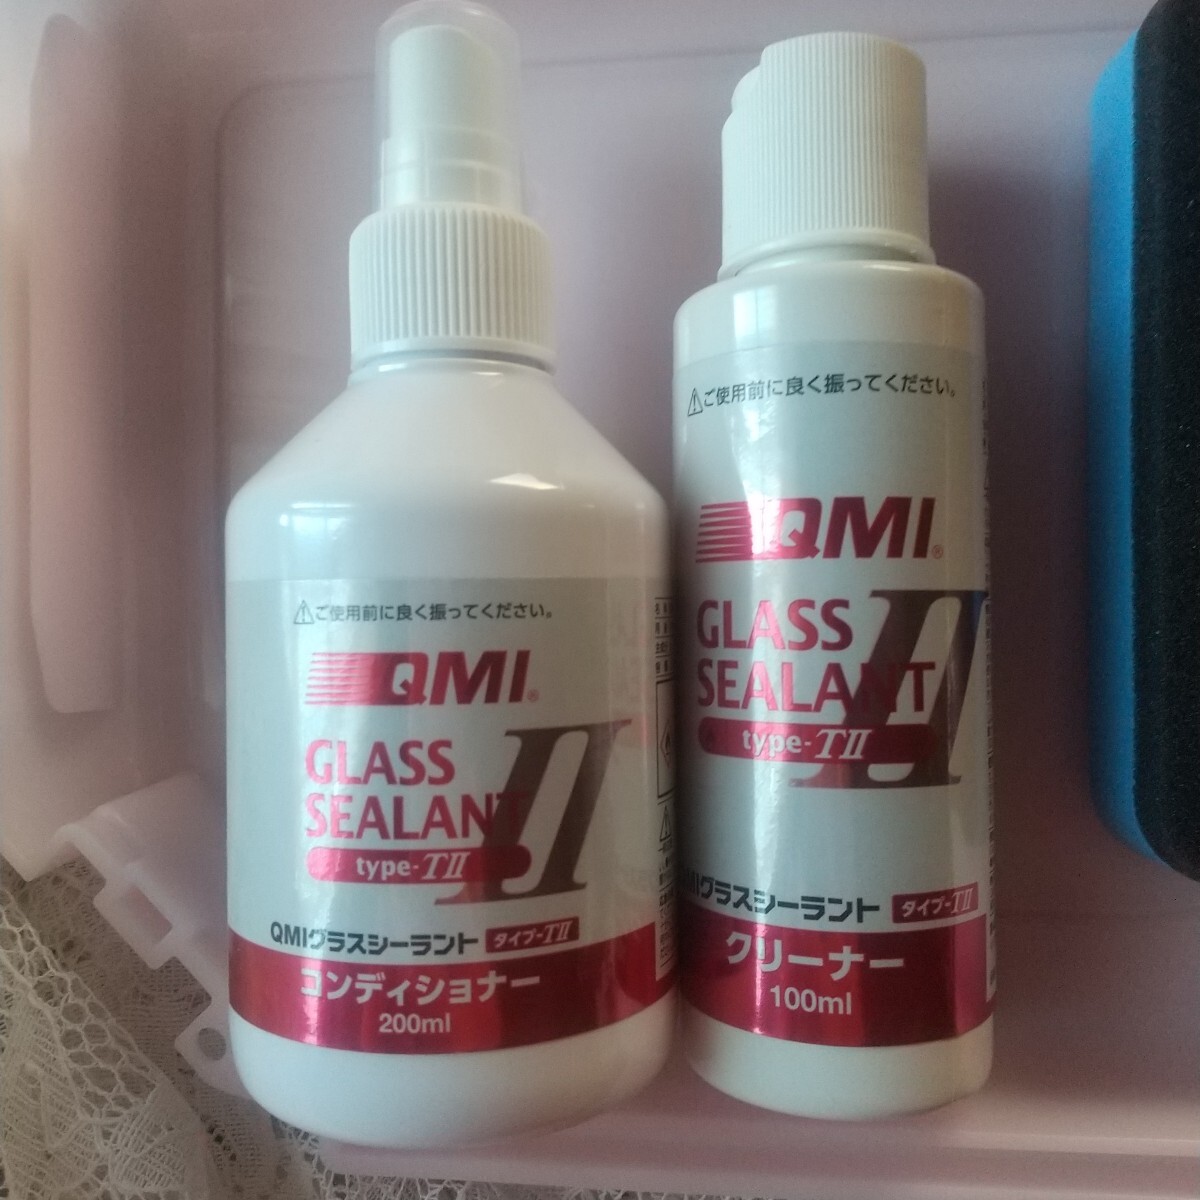 ⚠ご使用前に良く振ってください。
QMI®
GLASS
SEALANT II
type-TII
QMIグラスシーラント タイプ-TII
コンディショナー
200ml
⚠ご使用前に良く振ってください。
QMI®
GLASS
SEALANT II
type-TII
QMIグラスシーラント タイプ-TII
クリーナー
100ml